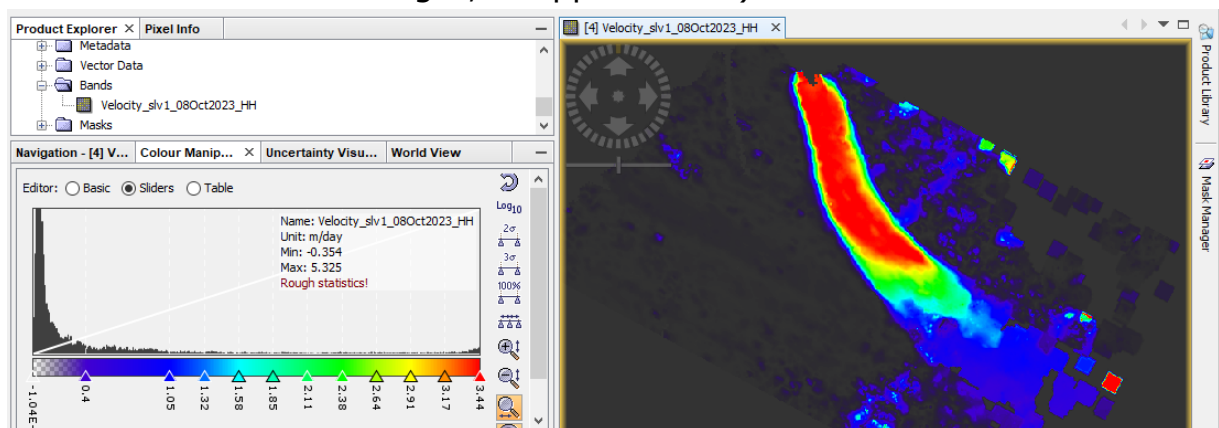 Product Explorer × Pixel Info
Metadata
Vector Data
Bands
Velocity_slv1_08Oct2023_HH
Masks
Navigation - [4] V... Colour Manip... × Uncertainty Visu... World View
Editor: Basic Sliders Table
Name: Velocity_slv1_08Oct2023_HH
Unit: m/day
Min: -0.354
Max: 5.325
Rough statistics!
Log10
2σ
3σ
100%
-1.04E-
0.4
1.05
1.32
1.58
1.85
2.11
2.38
2.64
2.91
3.17
3.44
[4] Velocity_slv1_08Oct2023_HH ×
Product Library
Mask Manager